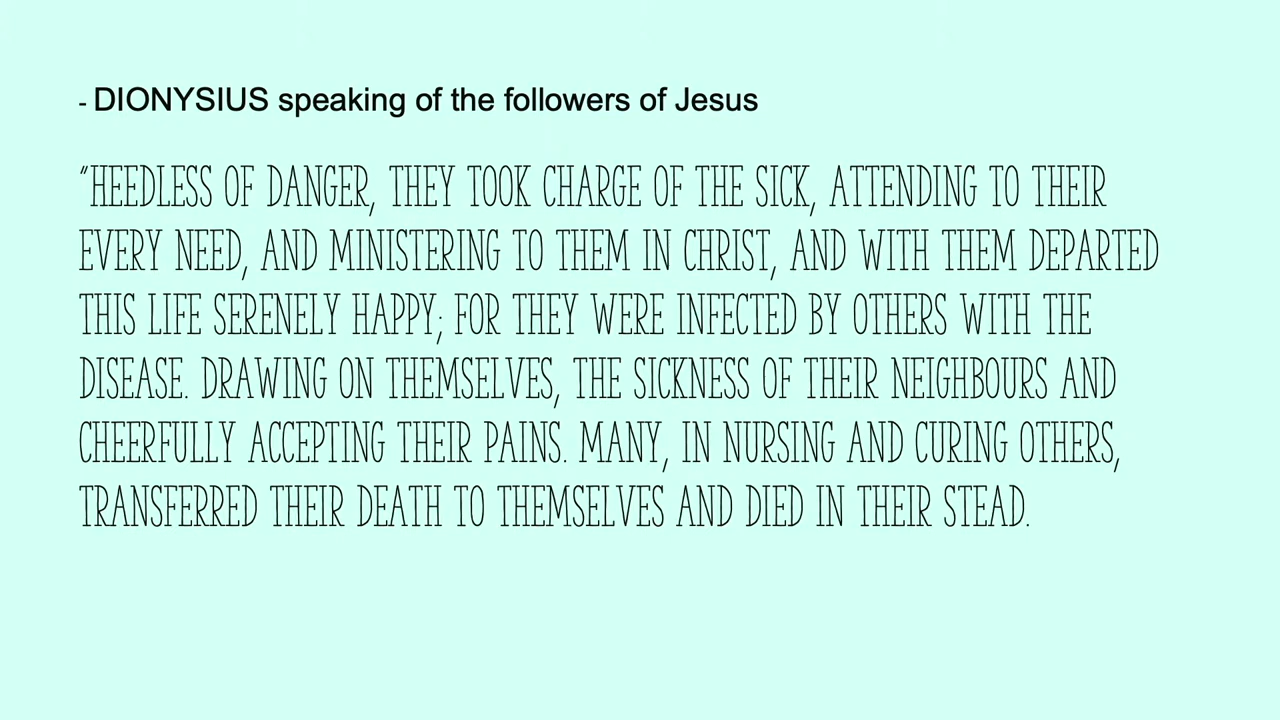 - DIONYSIUS speaking of the followers of Jesus
“HEEDLESS OF DANGER, THEY TOOK CHARGE OF THE SICK, ATTENDING TO THEIR
EVERY NEED, AND MINISTERING TO THEM IN CHRIST, AND WITH THEM DEPARTED
THIS LIFE SERENELY HAPPY; FOR THEY WERE INFECTED BY OTHERS WITH THE
DISEASE. DRAWING ON THEMSELVES, THE SICKNESS OF THEIR NEIGHBOURS AND
CHEERFULLY ACCEPTING THEIR PAINS. MANY, IN NURSING AND CURING OTHERS,
TRANSFERRED THEIR DEATH TO THEMSELVES AND DIED IN THEIR STEAD.